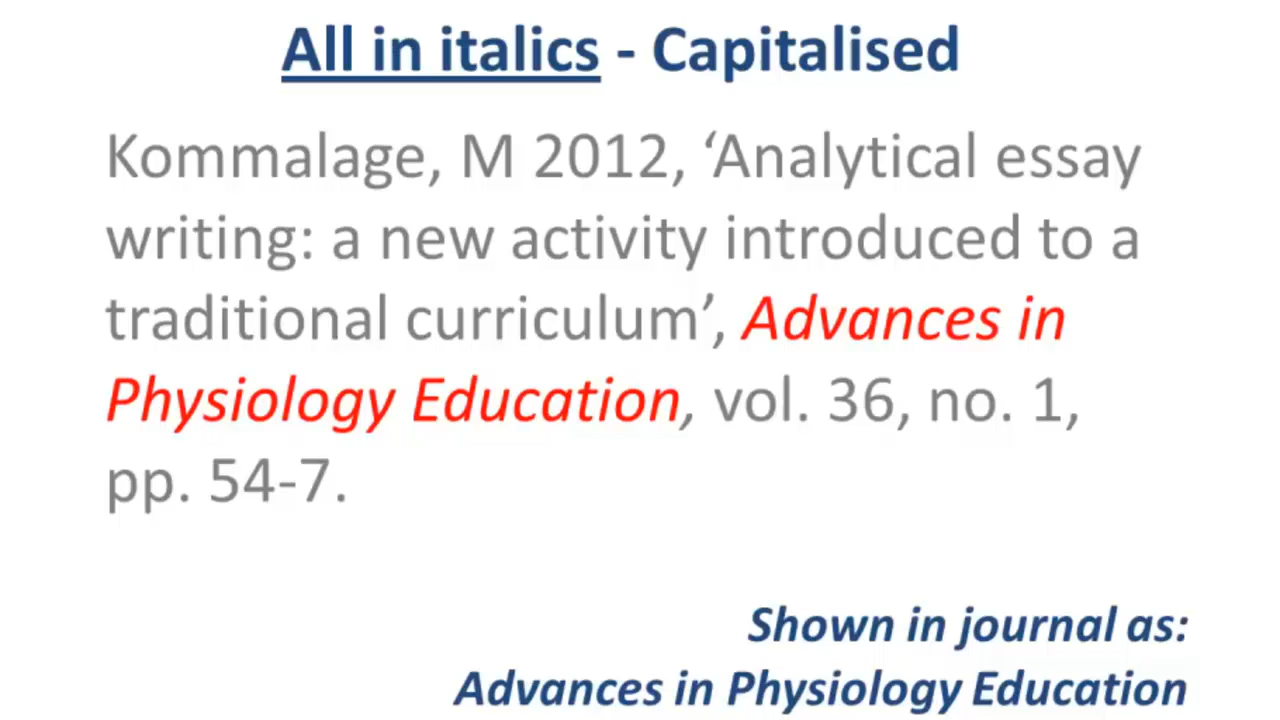 All in italics - Capitalised
Kommalage, M 2012, ‘Analytical essay
writing: a new activity introduced to a
traditional curriculum’, Advances in
Physiology Education, vol. 36, no. 1,
pp. 54-7.
Shown in journal as:
Advances in Physiology Education